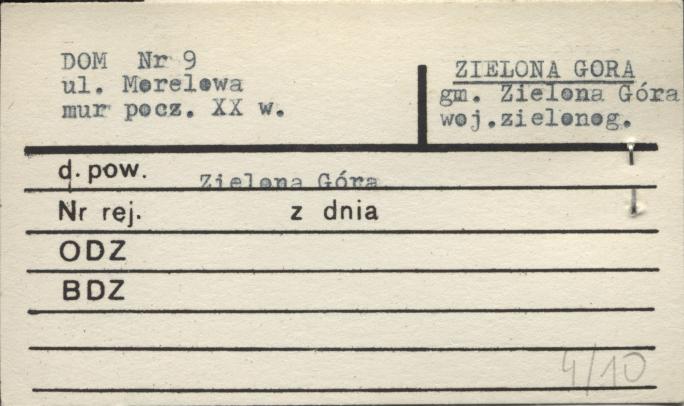 DOM Nr 9
ul. Morelowa
mur pocz. XX w.
ZIELONA GORA
gm. Zielona Góra
woj.zielonog.
d. pow. Zielona Góra
Nr rej. z dnia
ODZ
BDZ
4/10